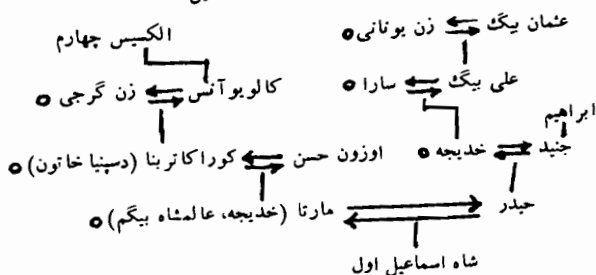 عثمان بیگ زن یونانی
الکسیس چهارم
علی بیگ سارا
کالویوآنس زن گرجی
ابراهیم
جنید خدیجه
اوزون حسن کوراکاترینا (دسپنیا خاتون)
حیدر مارتا (خدیجه، عالمشاه بیگم)
شاه اسماعیل اول